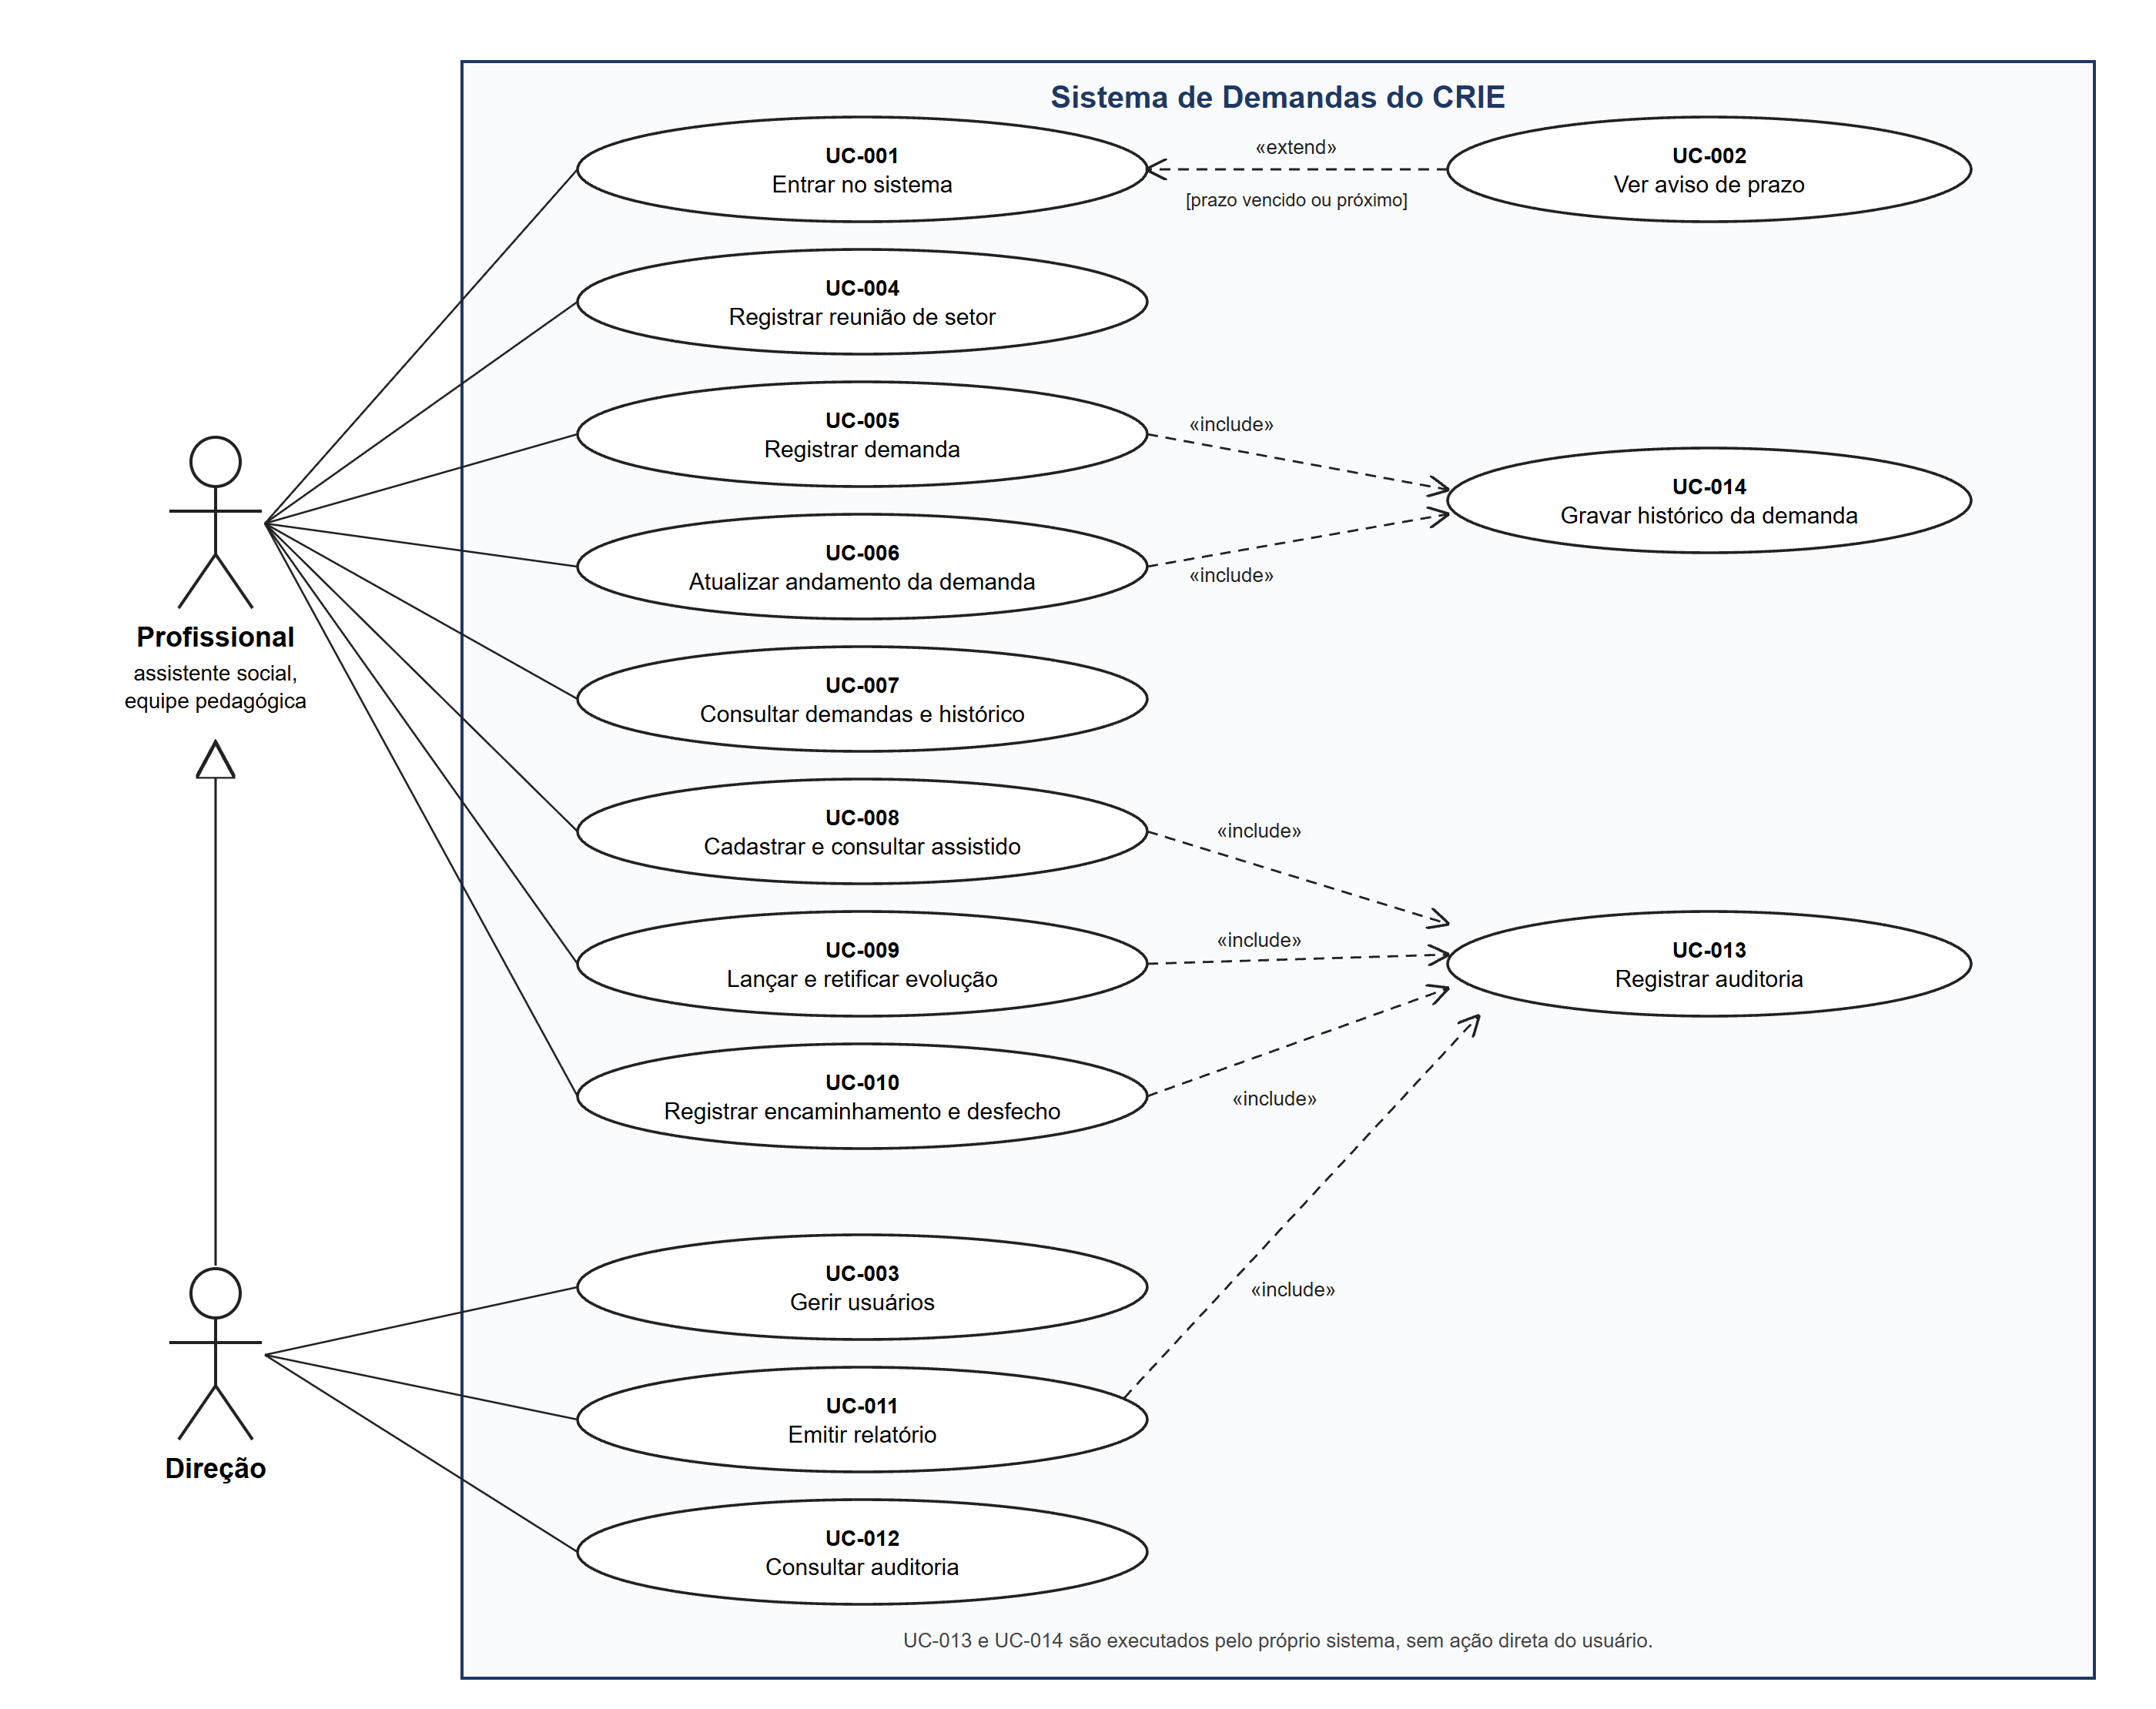 Sistema de Demandas do CRIE
UC-001
Entrar no sistema
«extend»
[prazo vencido ou próximo]
UC-002
Ver aviso de prazo
UC-004
Registrar reunião de setor
UC-005
Registrar demanda
«include»
UC-014
Gravar histórico da demanda
UC-006
Atualizar andamento da demanda
«include»
Profissional
assistente social,
equipe pedagógica
UC-007
Consultar demandas e histórico
UC-008
Cadastrar e consultar assistido
«include»
UC-009
Lançar e retificar evolução
«include»
UC-013
Registrar auditoria
UC-010
Registrar encaminhamento e desfecho
«include»
UC-003
Gerir usuários
«include»
UC-011
Emitir relatório
Direção
UC-012
Consultar auditoria
UC-013 e UC-014 são executados pelo próprio sistema, sem ação direta do usuário.